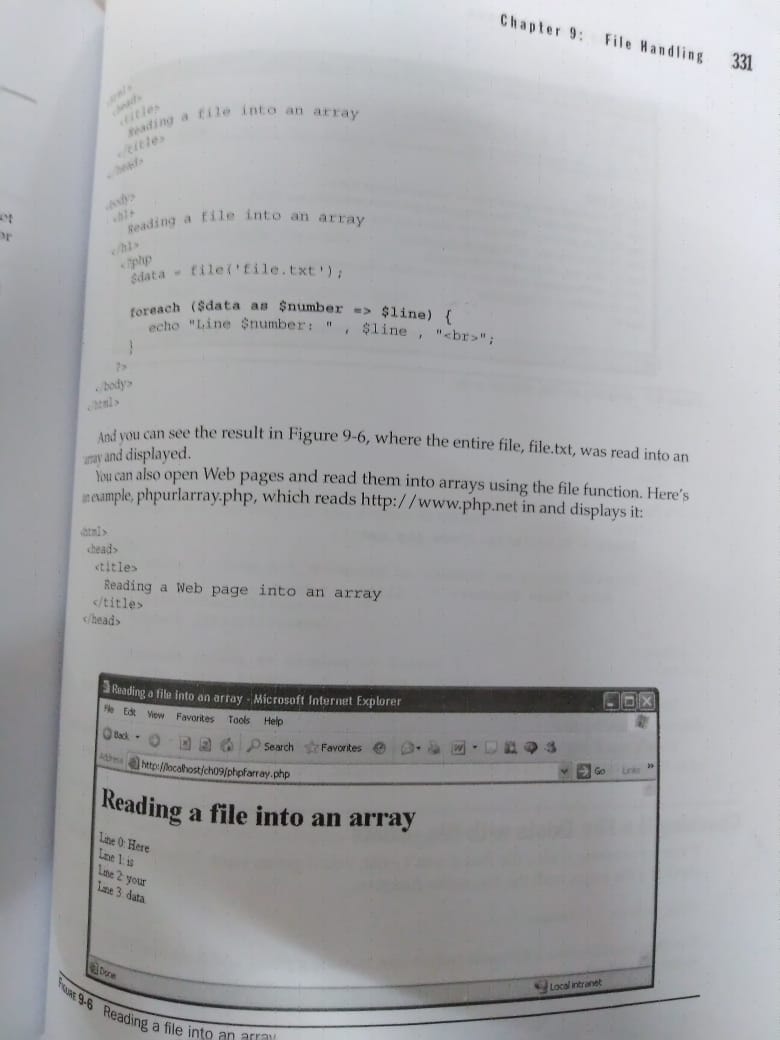 Chapter 9: File Handling 331
<html>
<head>
<title>
Reading a file into an array
</title>
</head>
<body>
<h1>
Reading a file into an array
</h1>
<?php
$data = file('file.txt');
foreach ($data as $number => $line) {
echo "Line $number: " , $line , "<br>";
}
?>
</body>
</html>
And you can see the result in Figure 9-6, where the entire file, file.txt, was read into an
array and displayed.
You can also open Web pages and read them into arrays using the file function. Here's
an example, phpurlarray.php, which reads http://www.php.net in and displays it:
<html>
<head>
<title>
Reading a Web page into an array
</title>
</head>
Reading a file into an array - Microsoft Internet Explorer
File Edit View Favorites Tools Help
Back Search Favorites
Address http://localhost/ch09/phpfarray.php Go Links »
Reading a file into an array
Line 0: Here
Line 1: is
Line 2: your
Line 3: data
Done Local intranet
FIGURE 9-6 Reading a file into an array